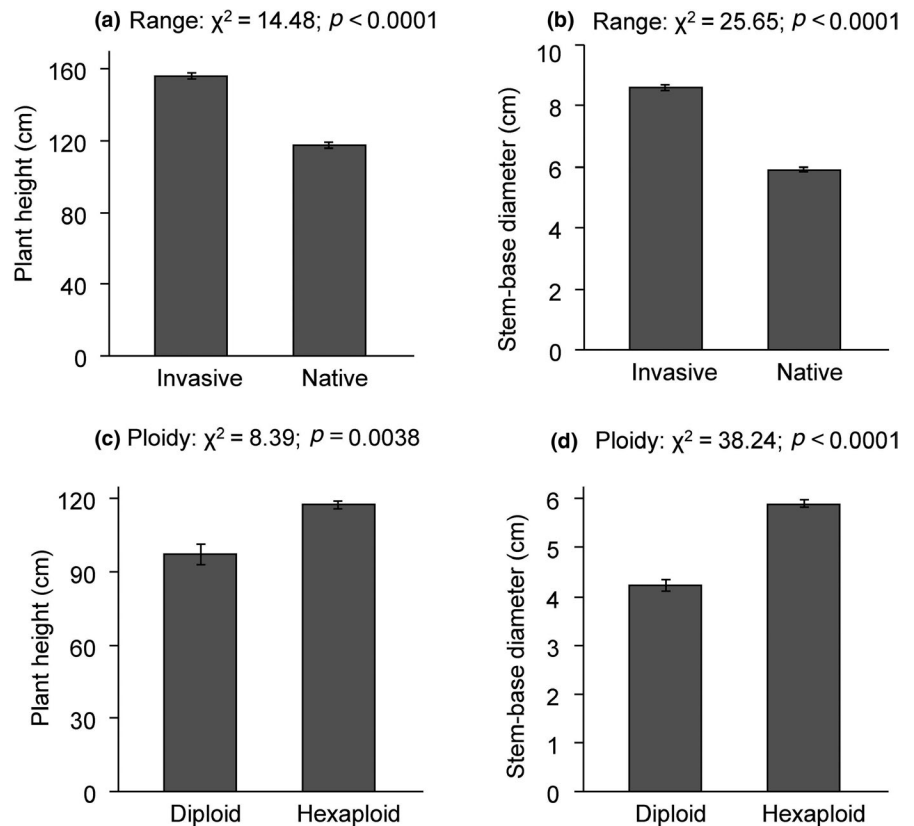 (a) Range: χ² = 14.48; p < 0.0001
Plant height (cm)
160
120
80
40
0
Invasive Native
(b) Range: χ² = 25.65; p < 0.0001
Stem-base diameter (cm)
10
8
6
4
2
0
Invasive Native
(c) Ploidy: χ² = 8.39; p = 0.0038
Plant height (cm)
120
90
60
30
0
Diploid Hexaploid
(d) Ploidy: χ² = 38.24; p < 0.0001
Stem-base diameter (cm)
6
5
4
3
2
1
0
Diploid Hexaploid